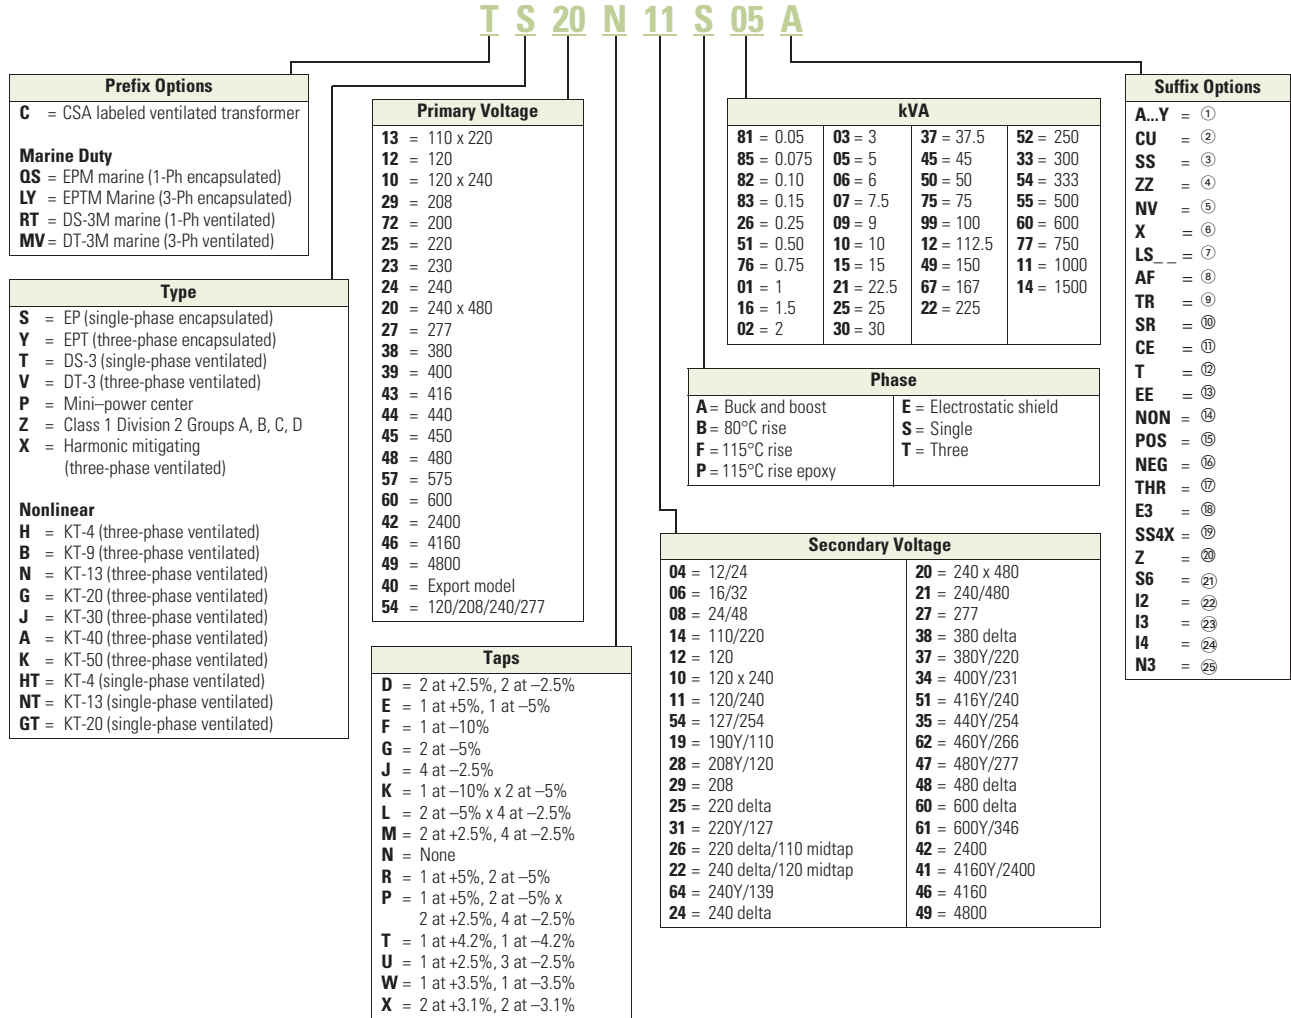 T S 20 N 11 S 05 A
Prefix Options
C = CSA labeled ventilated transformer
Marine Duty
QS = EPM marine (1-Ph encapsulated)
LY = EPTM Marine (3-Ph encapsulated)
RT = DS-3M marine (1-Ph ventilated)
MV = DT-3M marine (3-Ph ventilated)
Type
S = EP (single-phase encapsulated)
Y = EPT (three-phase encapsulated)
T = DS-3 (single-phase ventilated)
V = DT-3 (three-phase ventilated)
P = Mini–power center
Z = Class 1 Division 2 Groups A, B, C, D
X = Harmonic mitigating
(three-phase ventilated)
Nonlinear
H = KT-4 (three-phase ventilated)
B = KT-9 (three-phase ventilated)
N = KT-13 (three-phase ventilated)
G = KT-20 (three-phase ventilated)
J = KT-30 (three-phase ventilated)
A = KT-40 (three-phase ventilated)
K = KT-50 (three-phase ventilated)
HT = KT-4 (single-phase ventilated)
NT = KT-13 (single-phase ventilated)
GT = KT-20 (single-phase ventilated)
Primary Voltage
13 = 110 x 220
12 = 120
10 = 120 x 240
29 = 208
72 = 200
25 = 220
23 = 230
24 = 240
20 = 240 x 480
27 = 277
38 = 380
39 = 400
43 = 416
44 = 440
45 = 450
48 = 480
57 = 575
60 = 600
42 = 2400
46 = 4160
49 = 4800
40 = Export model
54 = 120/208/240/277
Taps
D = 2 at +2.5%, 2 at –2.5%
E = 1 at +5%, 1 at –5%
F = 1 at –10%
G = 2 at –5%
J = 4 at –2.5%
K = 1 at –10% x 2 at –5%
L = 2 at –5% x 4 at –2.5%
M = 2 at +2.5%, 4 at –2.5%
N = None
R = 1 at +5%, 2 at –5%
P = 1 at +5%, 2 at –5% x
2 at +2.5%, 4 at –2.5%
T = 1 at +4.2%, 1 at –4.2%
U = 1 at +2.5%, 3 at –2.5%
W = 1 at +3.5%, 1 at –3.5%
X = 2 at +3.1%, 2 at –3.1%
kVA
81 = 0.05
85 = 0.075
82 = 0.10
83 = 0.15
26 = 0.25
51 = 0.50
76 = 0.75
01 = 1
16 = 1.5
02 = 2
03 = 3
05 = 5
06 = 6
07 = 7.5
09 = 9
10 = 10
15 = 15
21 = 22.5
25 = 25
30 = 30
37 = 37.5
45 = 45
50 = 50
75 = 75
99 = 100
12 = 112.5
49 = 150
67 = 167
22 = 225
52 = 250
33 = 300
54 = 333
55 = 500
60 = 600
77 = 750
11 = 1000
14 = 1500
Phase
A = Buck and boost
B = 80°C rise
F = 115°C rise
P = 115°C rise epoxy
E = Electrostatic shield
S = Single
T = Three
Secondary Voltage
04 = 12/24
06 = 16/32
08 = 24/48
14 = 110/220
12 = 120
10 = 120 x 240
11 = 120/240
54 = 127/254
19 = 190Y/110
28 = 208Y/120
29 = 208
25 = 220 delta
31 = 220Y/127
26 = 220 delta/110 midtap
22 = 240 delta/120 midtap
64 = 240Y/139
24 = 240 delta
20 = 240 x 480
21 = 240/480
27 = 277
38 = 380 delta
37 = 380Y/220
34 = 400Y/231
51 = 416Y/240
35 = 440Y/254
62 = 460Y/266
47 = 480Y/277
48 = 480 delta
60 = 600 delta
61 = 600Y/346
42 = 2400
41 = 4160Y/2400
46 = 4160
49 = 4800
Suffix Options
A...Y = ①
CU = ②
SS = ③
ZZ = ④
NV = ⑤
X = ⑥
LS_ _ = ⑦
AF = ⑧
TR = ⑨
SR = ⑩
CE = ⑪
T = ⑫
EE = ⑬
NON = ⑭
POS = ⑮
NEG = ⑯
THR = ⑰
E3 = ⑱
SS4X = ⑲
Z = ⑳
S6 = ㉑
I2 = ㉒
I3 = ㉓
I4 = ㉔
N3 = ㉕